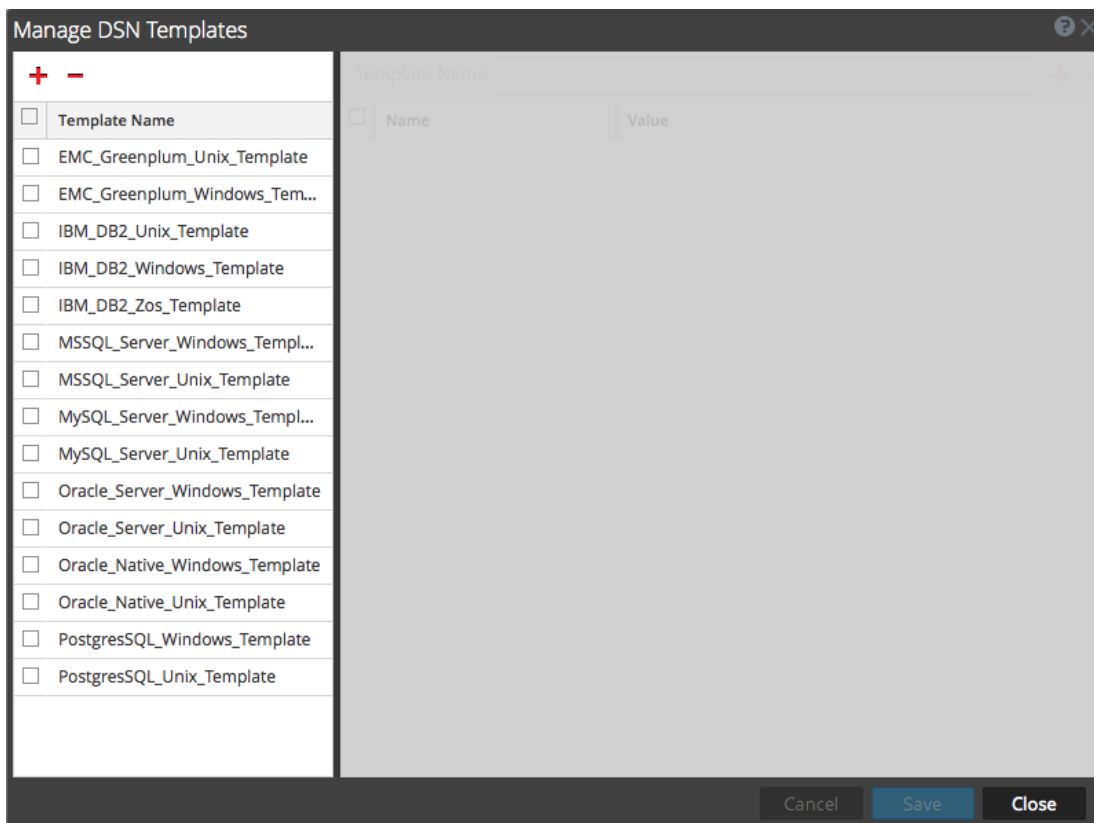 Manage DSN Templates
Template Name
Template Name
Name
Value
EMC_Greenplum_Unix_Template
EMC_Greenplum_Windows_Tem...
IBM_DB2_Unix_Template
IBM_DB2_Windows_Template
IBM_DB2_Zos_Template
MSSQL_Server_Windows_Templ...
MSSQL_Server_Unix_Template
MySQL_Server_Windows_Templ...
MySQL_Server_Unix_Template
Oracle_Server_Windows_Template
Oracle_Server_Unix_Template
Oracle_Native_Windows_Template
Oracle_Native_Unix_Template
PostgresSQL_Windows_Template
PostgresSQL_Unix_Template
Cancel
Save
Close